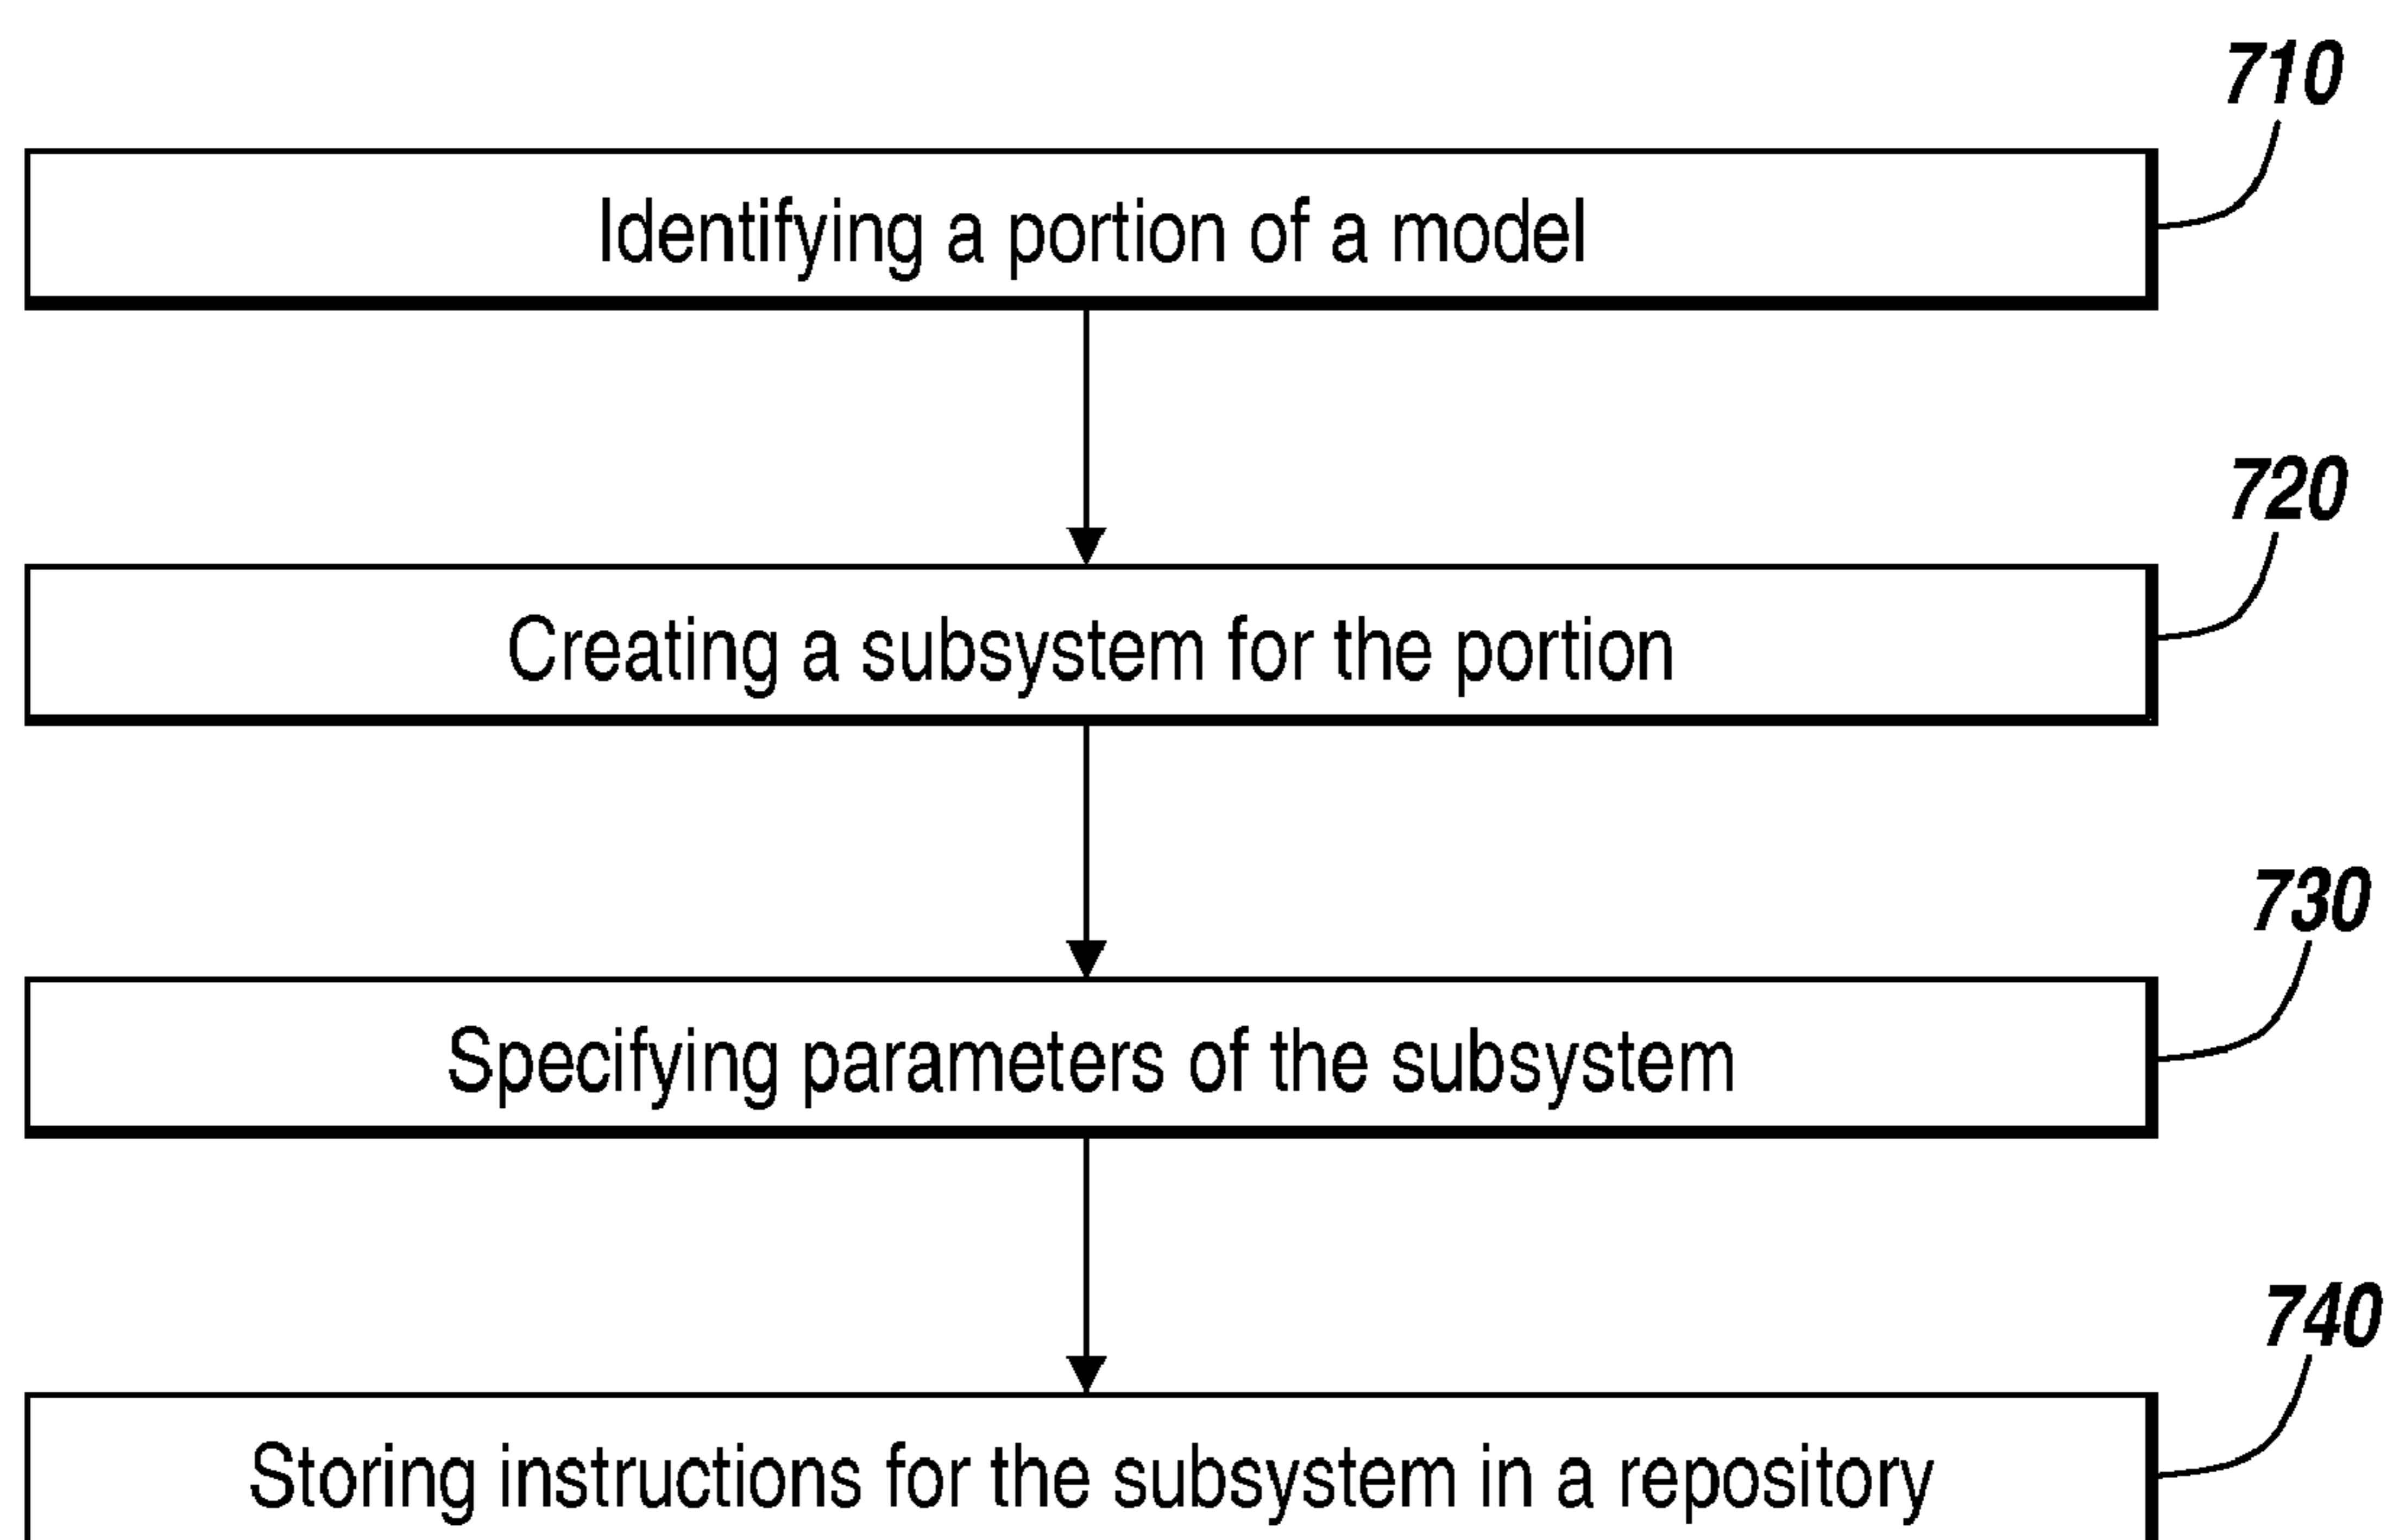 710
Identifying a portion of a model
720
Creating a subsystem for the portion
730
Specifying parameters of the subsystem
740
Storing instructions for the subsystem in a repository